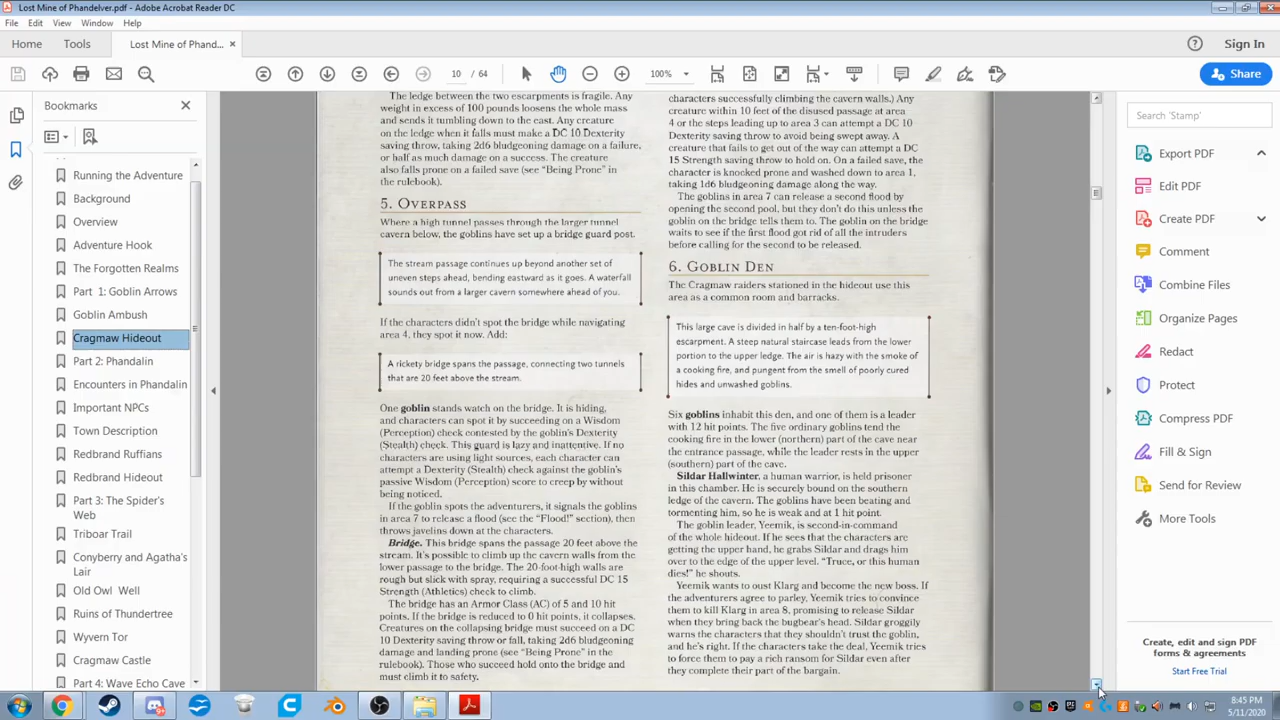 Lost Mine of Phandelver.pdf - Adobe Acrobat Reader DC
File Edit View Window Help
Home Tools Lost Mine of Phand... × Sign In
10 / 64 100% Share
Bookmarks ×
Running the Adventure
Background
Overview
Adventure Hook
The Forgotten Realms
Part 1: Goblin Arrows
Goblin Ambush
Cragmaw Hideout
Part 2: Phandalin
Encounters in Phandalin
Important NPCs
Town Description
Redbrand Ruffians
Redbrand Hideout
Part 3: The Spider's
Web
Triboar Trail
Conyberry and Agatha's
Lair
Old Owl Well
Ruins of Thundertree
Wyvern Tor
Cragmaw Castle
Part 4: Wave Echo Cave
The ledge between the two escarpments is fragile. Any
weight in excess of 100 pounds loosens the whole mass
and sends it tumbling down to the east. Any creature
on the ledge when it falls must make a DC 10 Dexterity
saving throw, taking 2d6 bludgeoning damage on a failure,
or half as much damage on a success. The creature
also falls prone on a failed save (see “Being Prone” in
the rulebook).
5. OVERPASS
Where a high tunnel passes through the larger tunnel
cavern below, the goblins have set up a bridge guard post.
The stream passage continues up beyond another set of
uneven steps ahead, bending eastward as it goes. A waterfall
sounds out from a larger cavern somewhere ahead of you.
If the characters didn't spot the bridge while navigating
area 4, they spot it now. Add:
A rickety bridge spans the passage, connecting two tunnels
that are 20 feet above the stream.
One goblin stands watch on the bridge. It is hiding,
and characters can spot it by succeeding on a Wisdom
(Perception) check contested by the goblin's Dexterity
(Stealth) check. This guard is lazy and inattentive. If no
characters are using light sources, each character can
attempt a Dexterity (Stealth) check against the goblin's
passive Wisdom (Perception) score to creep by without
being noticed.
If the goblin spots the adventurers, it signals the goblins
in area 7 to release a flood (see the “Flood!” section), then
throws javelins down at the characters.
Bridge. This bridge spans the passage 20 feet above the
stream. It's possible to climb up the cavern walls from the
lower passage to the bridge. The 20-foot-high walls are
rough but slick with spray, requiring a successful DC 15
Strength (Athletics) check to climb.
The bridge has an Armor Class (AC) of 5 and 10 hit
points. If the bridge is reduced to 0 hit points, it collapses.
Creatures on the collapsing bridge must succeed on a DC
10 Dexterity saving throw or fall, taking 2d6 bludgeoning
damage and landing prone (see “Being Prone” in the
rulebook). Those who succeed hold onto the bridge and
must climb it to safety.
characters successfully climbing the cavern walls.) Any
creature within 10 feet of the disused passage at area
4 or the steps leading up to area 3 can attempt a DC 10
Dexterity saving throw to avoid being swept away. A
creature that fails to get out of the way can attempt a DC
15 Strength saving throw to hold on. On a failed save, the
character is knocked prone and washed down to area 1,
taking 1d6 bludgeoning damage along the way.
The goblins in area 7 can release a second flood by
opening the second pool, but they don't do this unless the
goblin on the bridge tells them to. The goblin on the bridge
waits to see if the first flood got rid of all the intruders
before calling for the second to be released.
6. GOBLIN DEN
The Cragmaw raiders stationed in the hideout use this
area as a common room and barracks.
This large cave is divided in half by a ten-foot-high
escarpment. A steep natural staircase leads from the lower
portion to the upper ledge. The air is hazy with the smoke of
a cooking fire, and pungent from the smell of poorly cured
hides and unwashed goblins.
Six goblins inhabit this den, and one of them is a leader
with 12 hit points. The five ordinary goblins tend the
cooking fire in the lower (northern) part of the cave near
the entrance passage, while the leader rests in the upper
(southern) part of the cave.
Sildar Hallwinter, a human warrior, is held prisoner
in this chamber. He is securely bound on the southern
ledge of the cavern. The goblins have been beating and
tormenting him, so he is weak and at 1 hit point.
The goblin leader, Yeemik, is second-in-command
of the whole hideout. If he sees that the characters are
getting the upper hand, he grabs Sildar and drags him
over to the edge of the upper level. “Truce, or this human
dies!” he shouts.
Yeemik wants to oust Klarg and become the new boss. If
the adventurers agree to parley, Yeemik tries to convince
them to kill Klarg in area 8, promising to release Sildar
when they bring back the bugbear's head. Sildar groggily
warns the characters that they shouldn't trust the goblin,
and he's right. If the characters take the deal, Yeemik tries
to force them to pay a rich ransom for Sildar even after
they complete their part of the bargain.
Search 'Stamp'
Export PDF
Edit PDF
Create PDF
Comment
Combine Files
Organize Pages
Redact
Protect
Compress PDF
Fill & Sign
Send for Review
More Tools
Create, edit and sign PDF
forms & agreements
Start Free Trial
8:45 PM
5/11/2020